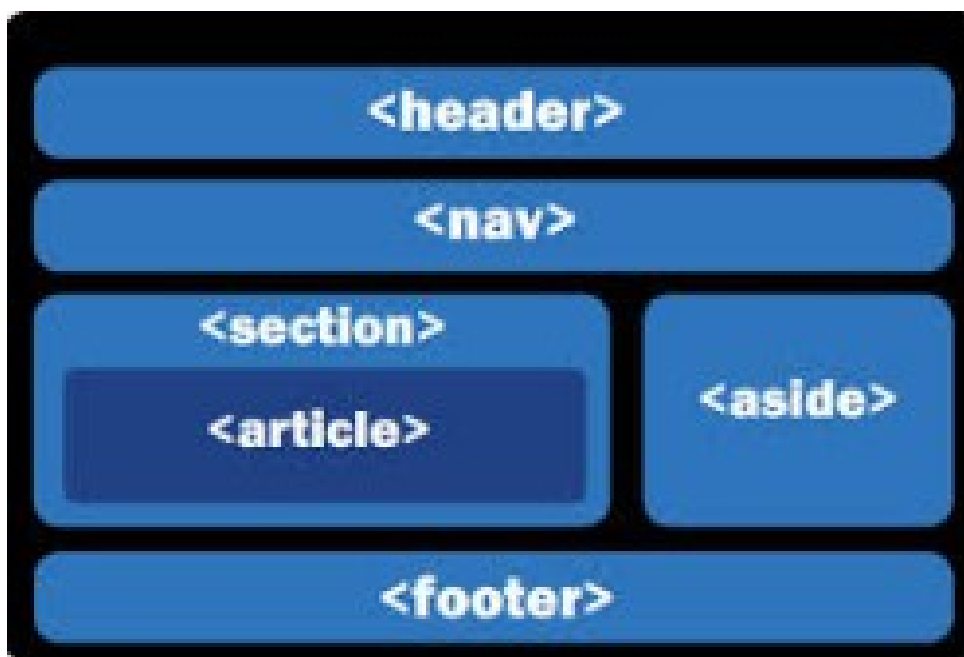 <header>
<nav>
<section>
<article>
<aside>
<footer>